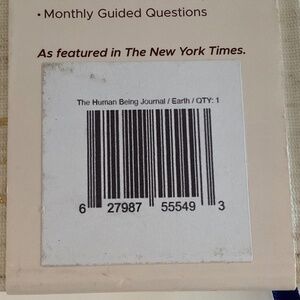 • Monthly Guided Questions
As featured in The New York Times.
The Human Being Journal / Earth / QTY: 1
6 27987 55549 3